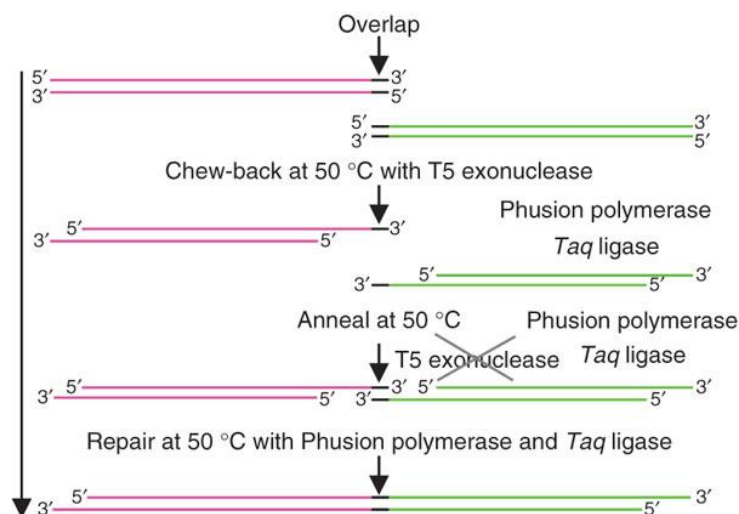 Overlap
5′ 3′
3′ 5′
5′ 3′
3′ 5′
Chew-back at 50 °C with T5 exonuclease
5′ 3′
3′ 5′
Phusion polymerase
Taq ligase
5′ 3′
3′ 5′
Anneal at 50 °C
Phusion polymerase
T5 exonuclease
Taq ligase
5′ 3′ 5′ 3′
3′ 5′ 3′ 5′
Repair at 50 °C with Phusion polymerase and Taq ligase
5′ 3′
3′ 5′